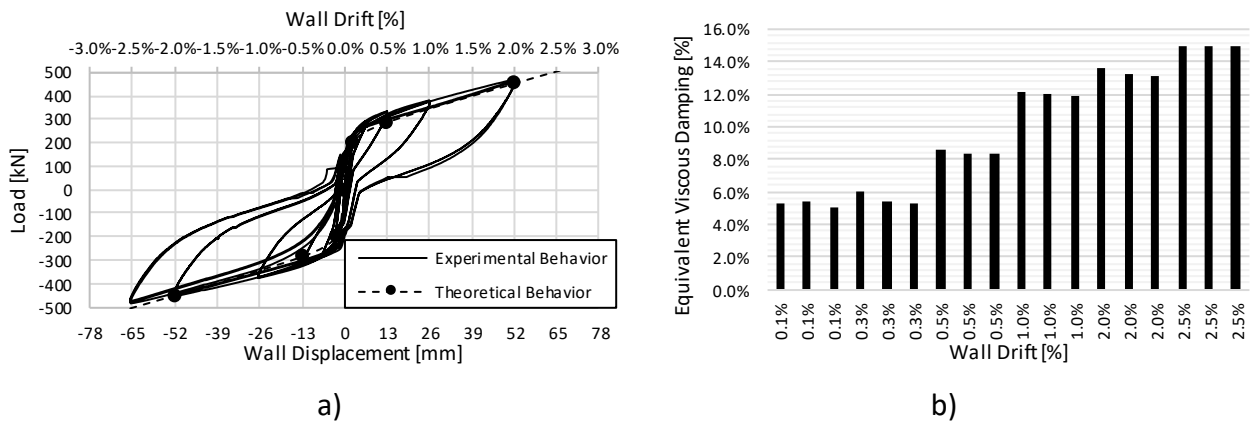 Wall Drift [%]
-3.0% -2.5% -2.0% -1.5% -1.0% -0.5% 0.0% 0.5% 1.0% 1.5% 2.0% 2.5% 3.0%
Load [kN]
500
400
300
200
100
0
-100
-200
-300
-400
-500
Experimental Behavior
Theoretical Behavior
-78 -65 -52 -39 -26 -13 0 13 26 39 52 65 78
Wall Displacement [mm]
a)
Equivalent Viscous Damping [%]
16.0%
14.0%
12.0%
10.0%
8.0%
6.0%
4.0%
2.0%
0.0%
0.1% 0.1% 0.1% 0.3% 0.3% 0.3% 0.5% 0.5% 0.5% 1.0% 1.0% 1.0% 2.0% 2.0% 2.0% 2.5% 2.5% 2.5%
Wall Drift [%]
b)